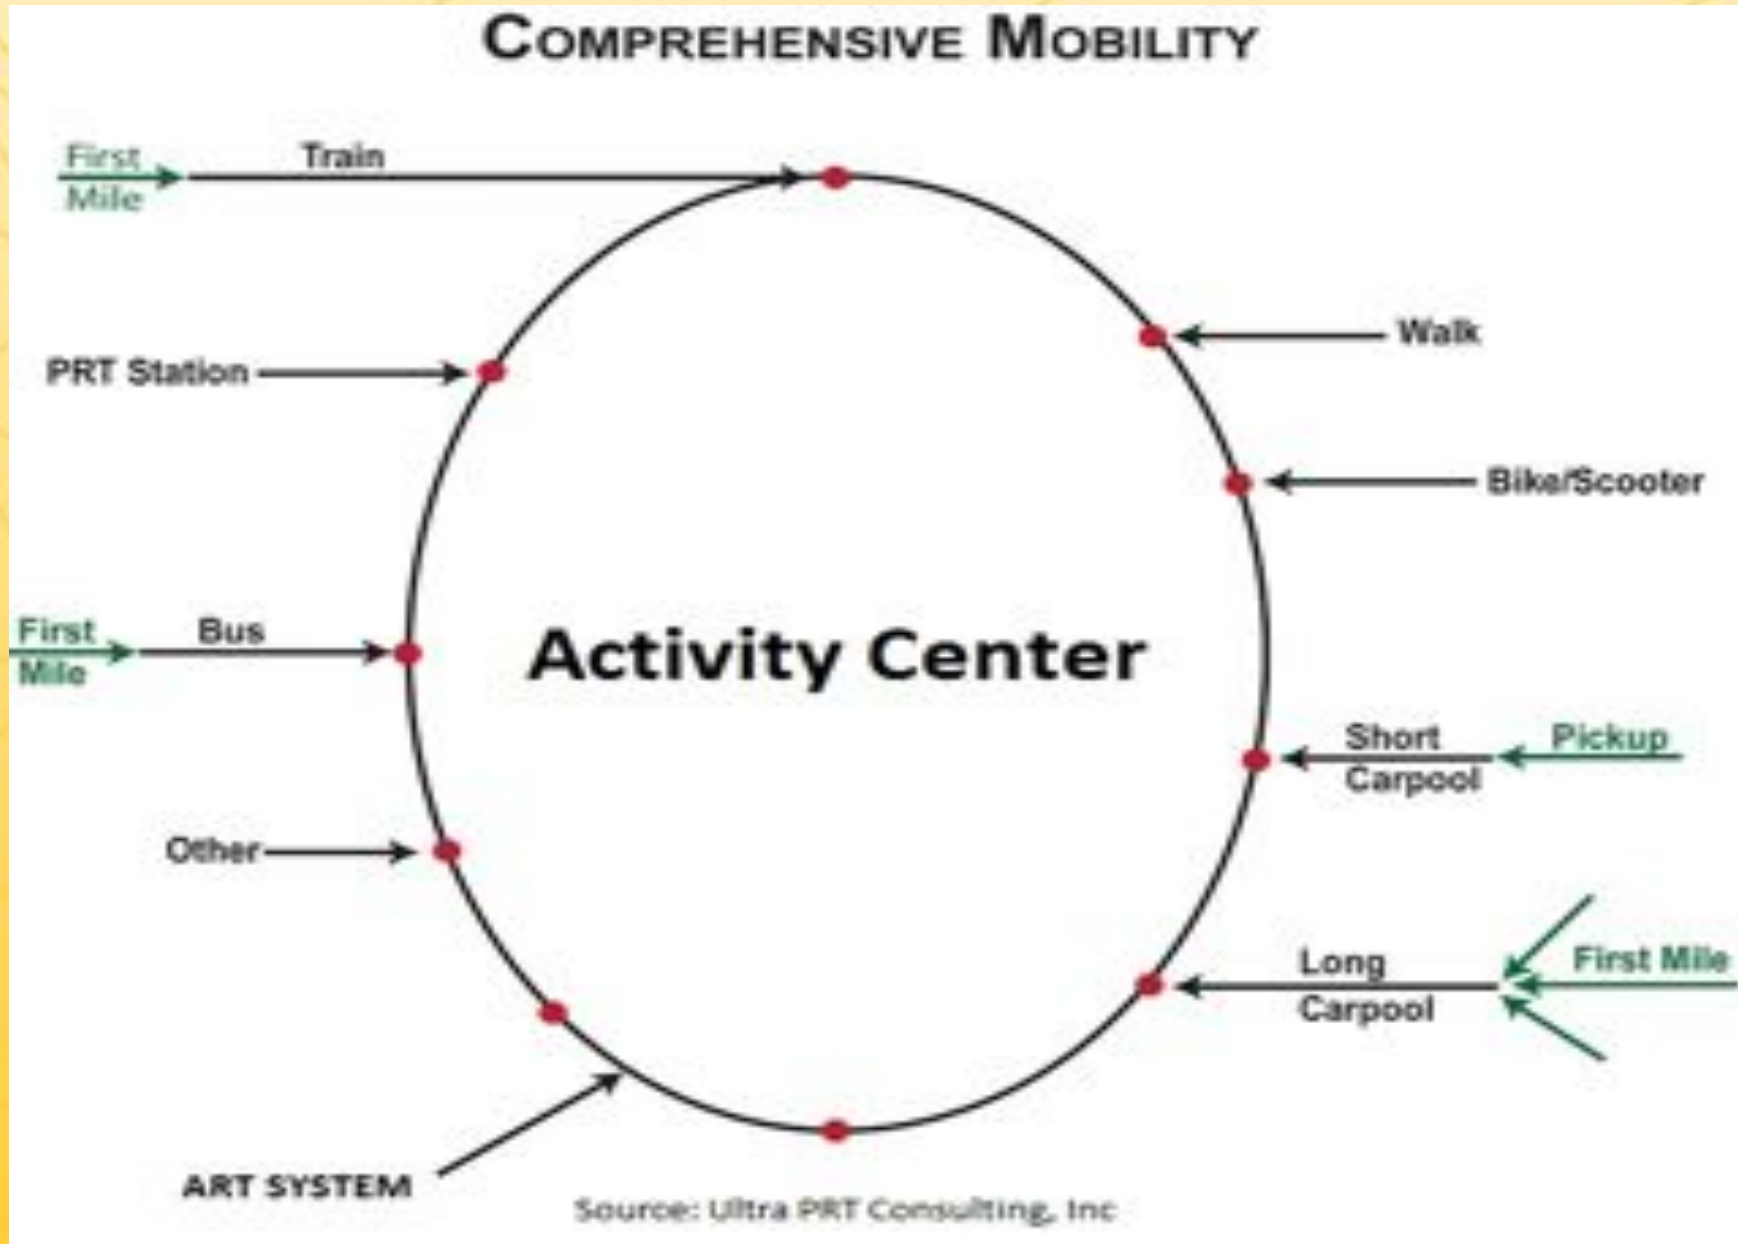 COMPREHENSIVE MOBILITY
First
Mile
Train
Walk
PRT Station
Bike/Scooter
First
Mile
Bus
Activity Center
Short
Carpool
Pickup
Other
Long
Carpool
First Mile
ART SYSTEM
Source: Ultra PRT Consulting, Inc